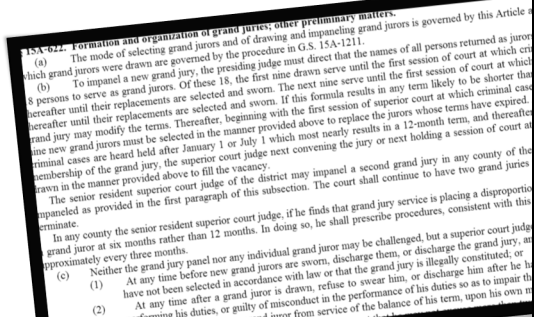 15A-622. Formation and organization of grand juries; other preliminary matters.
(a) The mode of selecting grand jurors and of drawing and impaneling grand jurors is governed by this Article a
which grand jurors were drawn are governed by the procedure in G.S. 15A-1211.
(b) To impanel a new grand jury, the presiding judge must direct that the names of all persons returned as jurors
8 persons to serve as grand jurors. Of these 18, the first nine drawn serve until the first session of court at which cri
hereafter until their replacements are selected and sworn. The next nine serve until the first session of court at which
hereafter until their replacements are selected and sworn. If this formula results in any term likely to be shorter than
grand jury may modify the terms. Thereafter, beginning with the first session of superior court at which criminal case
nine new grand jurors must be selected in the manner provided above to replace the jurors whose terms have expired.
criminal cases are heard held after January 1 or July 1 which most nearly results in a 12-month term, and thereafter
membership of the grand jury, the superior court judge next convening the jury or next holding a session of court at
drawn in the manner provided above to fill the vacancy.
The senior resident superior court judge of the district may impanel a second grand jury in any county of the
mpaneled as provided in the first paragraph of this subsection. The court shall continue to have two grand juries
erminate.
In any county the senior resident superior court judge, if he finds that grand jury service is placing a disproportio
grand juror at six months rather than 12 months. In doing so, he shall prescribe procedures, consistent with this
pproximately every three months.
(c) Neither the grand jury panel nor any individual grand juror may be challenged, but a superior court judge
(1) At any time before new grand jurors are sworn, discharge them, or discharge the grand jury, an
have not been selected in accordance with law or that the grand jury is illegally constituted; or
(2) At any time after a grand juror is drawn, refuse to swear him, or discharge him after he ha
forming his duties, or guilty of misconduct in the performance of his duties so as to impair th
juror from service of the balance of his term, upon his own m